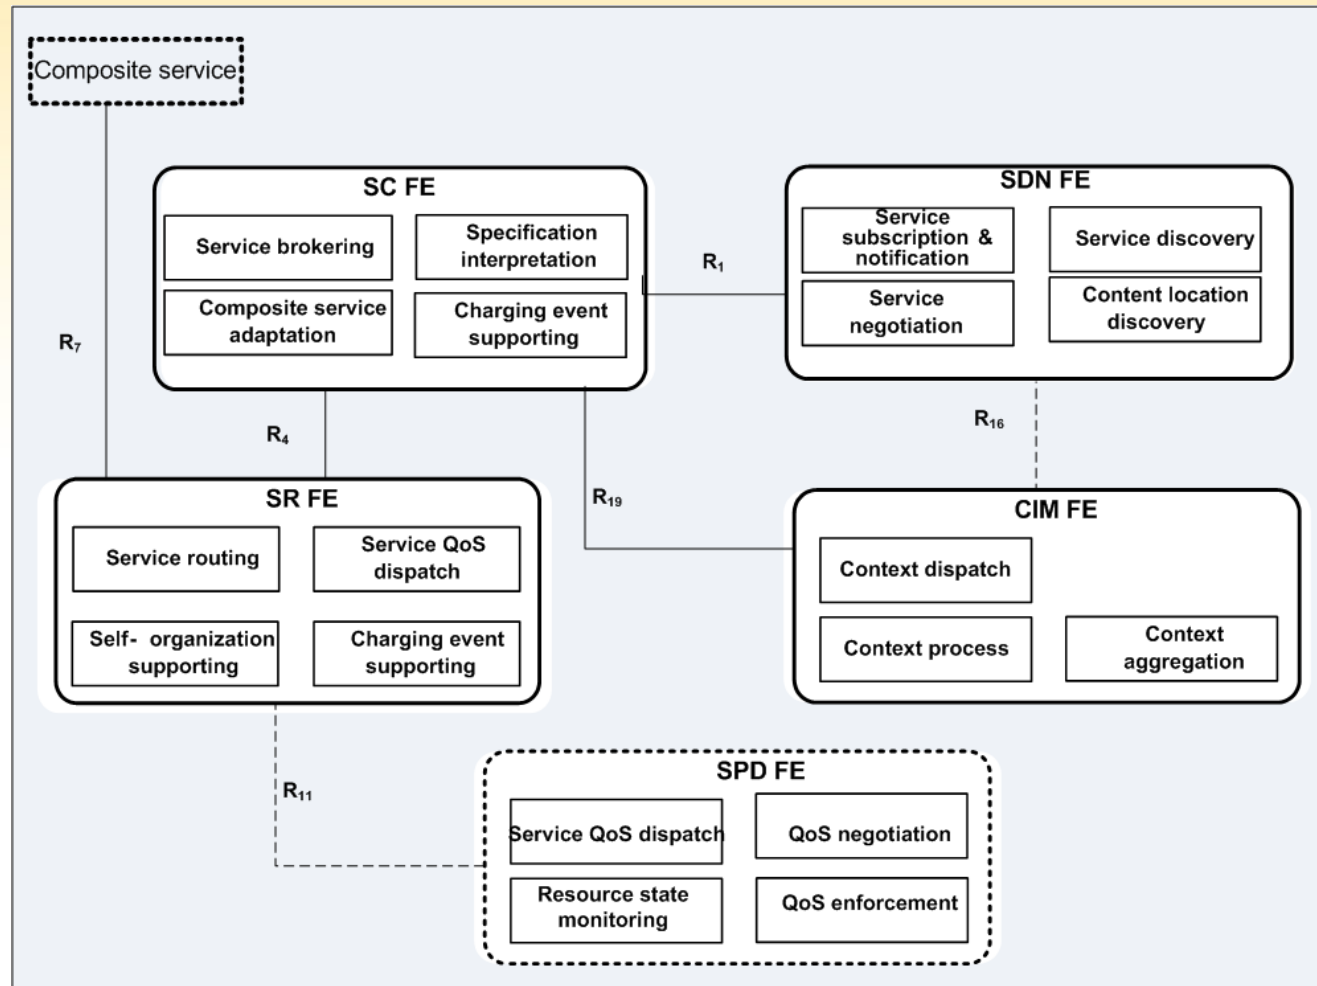 Composite service
SC FE
Service brokering
Specification
interpretation
Composite service
adaptation
Charging event
supporting
R1
SDN FE
Service
subscription &
notification
Service discovery
Service
negotiation
Content location
discovery
R7
R4
R19
R16
SR FE
Service routing
Service QoS
dispatch
Self- organization
supporting
Charging event
supporting
CIM FE
Context dispatch
Context process
Context
aggregation
R11
SPD FE
Service QoS dispatch
QoS negotiation
Resource state
monitoring
QoS enforcement